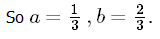 So a = 1/3 , b = 2/3.